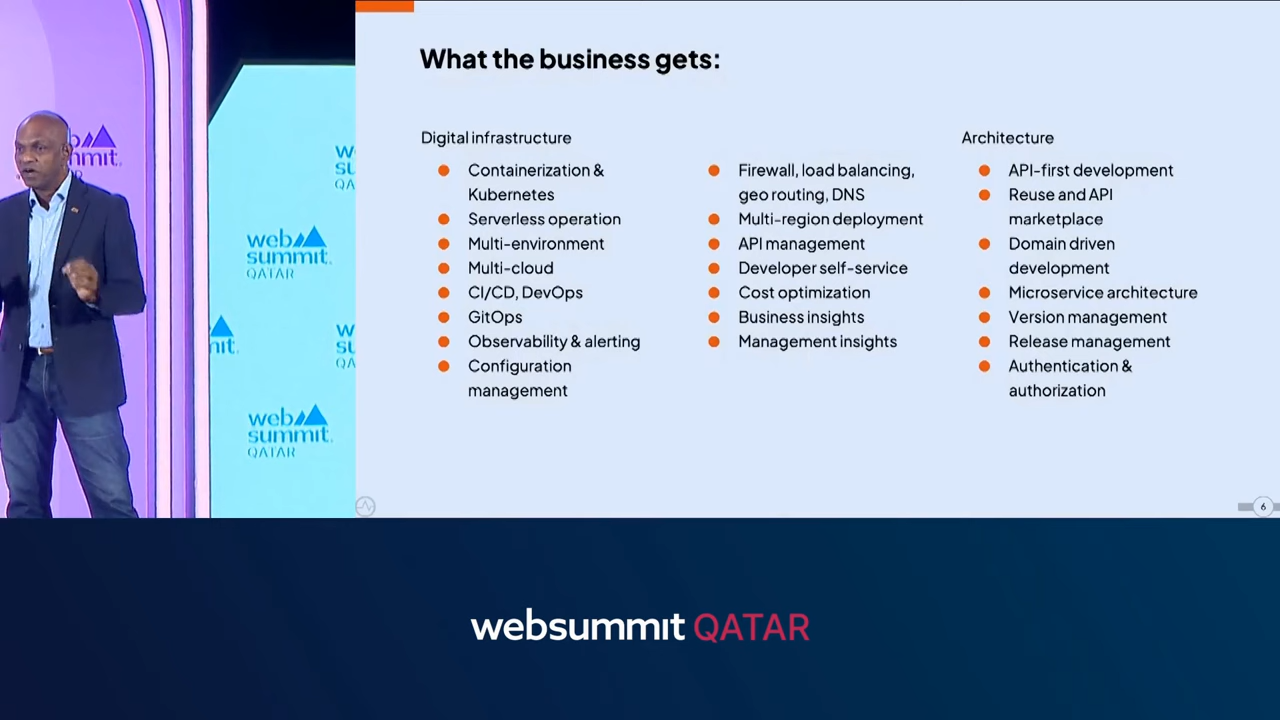 What the business gets:
Digital infrastructure
Containerization &
Kubernetes
Serverless operation
Multi-environment
Multi-cloud
CI/CD, DevOps
GitOps
Observability & alerting
Configuration
management
Firewall, load balancing,
geo routing, DNS
Multi-region deployment
API management
Developer self-service
Cost optimization
Business insights
Management insights
Architecture
API-first development
Reuse and API
marketplace
Domain driven
development
Microservice architecture
Version management
Release management
Authentication &
authorization
6
web
summit
QATAR
web
summit
QATAR
websummit QATAR